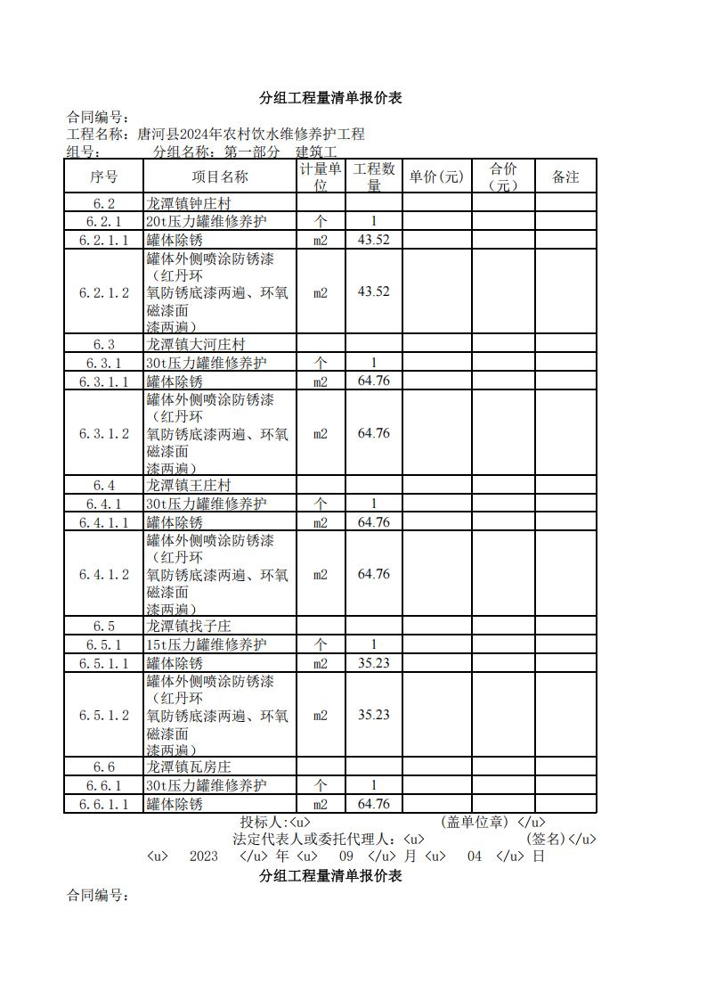 分组工程量清单报价表
合同编号：
工程名称：唐河县2024年农村饮水维修养护工程
组号： 分组名称：第一部分 建筑工
序号 项目名称 计量单位 工程数量 单价(元) 合价（元） 备注
6.2 龙潭镇钟庄村
6.2.1 20t压力罐维修养护 个 1
6.2.1.1 罐体除锈 m2 43.52
罐体外侧喷涂防锈漆
（红丹环
6.2.1.2 氧防锈底漆两遍、环氧 m2 43.52
磁漆面
漆两遍）
6.3 龙潭镇大河庄村
6.3.1 30t压力罐维修养护 个 1
6.3.1.1 罐体除锈 m2 64.76
罐体外侧喷涂防锈漆
（红丹环
6.3.1.2 氧防锈底漆两遍、环氧 m2 64.76
磁漆面
漆两遍）
6.4 龙潭镇王庄村
6.4.1 30t压力罐维修养护 个 1
6.4.1.1 罐体除锈 m2 64.76
罐体外侧喷涂防锈漆
（红丹环
6.4.1.2 氧防锈底漆两遍、环氧 m2 64.76
磁漆面
漆两遍）
6.5 龙潭镇找子庄
6.5.1 15t压力罐维修养护 个 1
6.5.1.1 罐体除锈 m2 35.23
罐体外侧喷涂防锈漆
（红丹环
6.5.1.2 氧防锈底漆两遍、环氧 m2 35.23
磁漆面
漆两遍）
6.6 龙潭镇瓦房庄
6.6.1 30t压力罐维修养护 个 1
6.6.1.1 罐体除锈 m2 64.76
投标人:<u> (盖单位章) </u>
法定代表人或委托代理人：<u> (签名)</u>
<u> 2023 </u> 年 <u> 09 </u> 月 <u> 04 </u> 日
分组工程量清单报价表
合同编号：